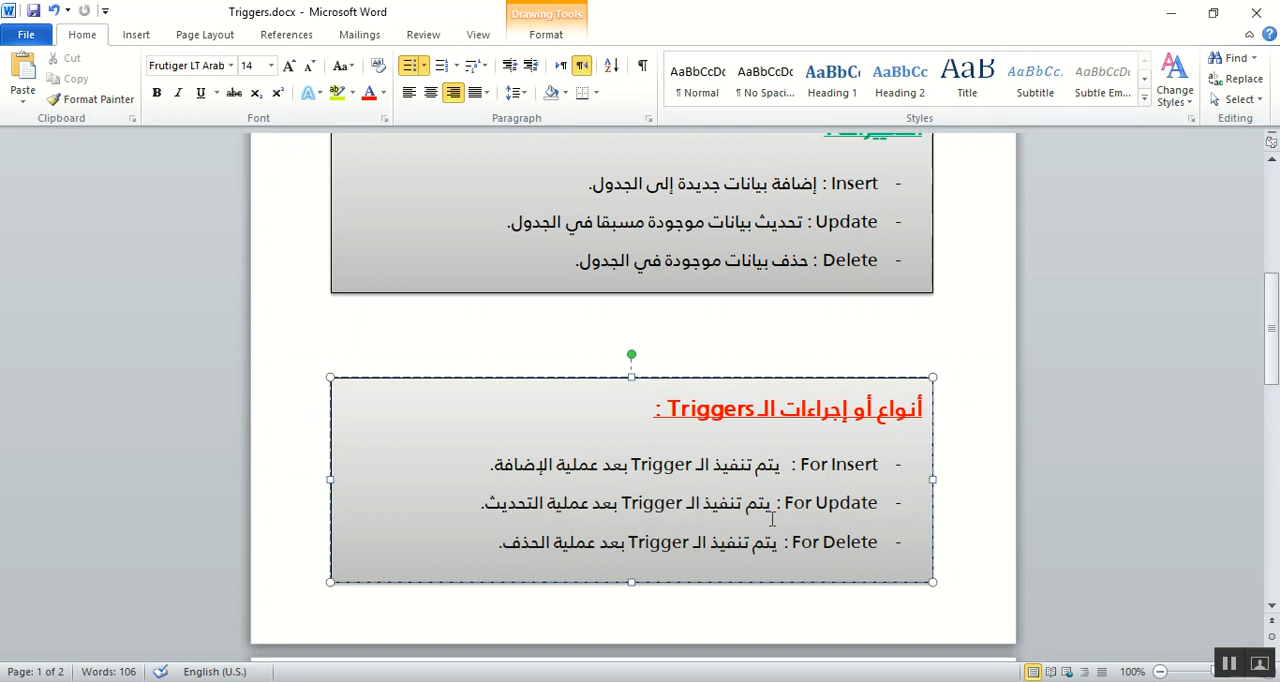 Triggers.docx - Microsoft Word
Drawing Tools
File Home Insert Page Layout References Mailings Review View Format
Paste
Cut
Copy
Format Painter
Clipboard
Frutiger LT Arab 14
Font
Paragraph
AaBbCcDc AaBbCcDc AaBbC AaBbCc AaB AaBbCc. AaBbCcDc
¶ Normal ¶ No Spaci... Heading 1 Heading 2 Title Subtitle Subtle Em...
Change Styles
Styles
Find
Replace
Select
Editing
- Insert : إضافة بيانات جديدة إلى الجدول.
- Update : تحديث بيانات موجودة مسبقا في الجدول.
- Delete : حذف بيانات موجودة في الجدول.
أنواع أو إجراءات الـ Triggers :
- For Insert : يتم تنفيذ الـ Trigger بعد عملية الإضافة.
- For Update : يتم تنفيذ الـ Trigger بعد عملية التحديث.
- For Delete : يتم تنفيذ الـ Trigger بعد عملية الحذف.
Page: 1 of 2 Words: 106 English (U.S.) 100%